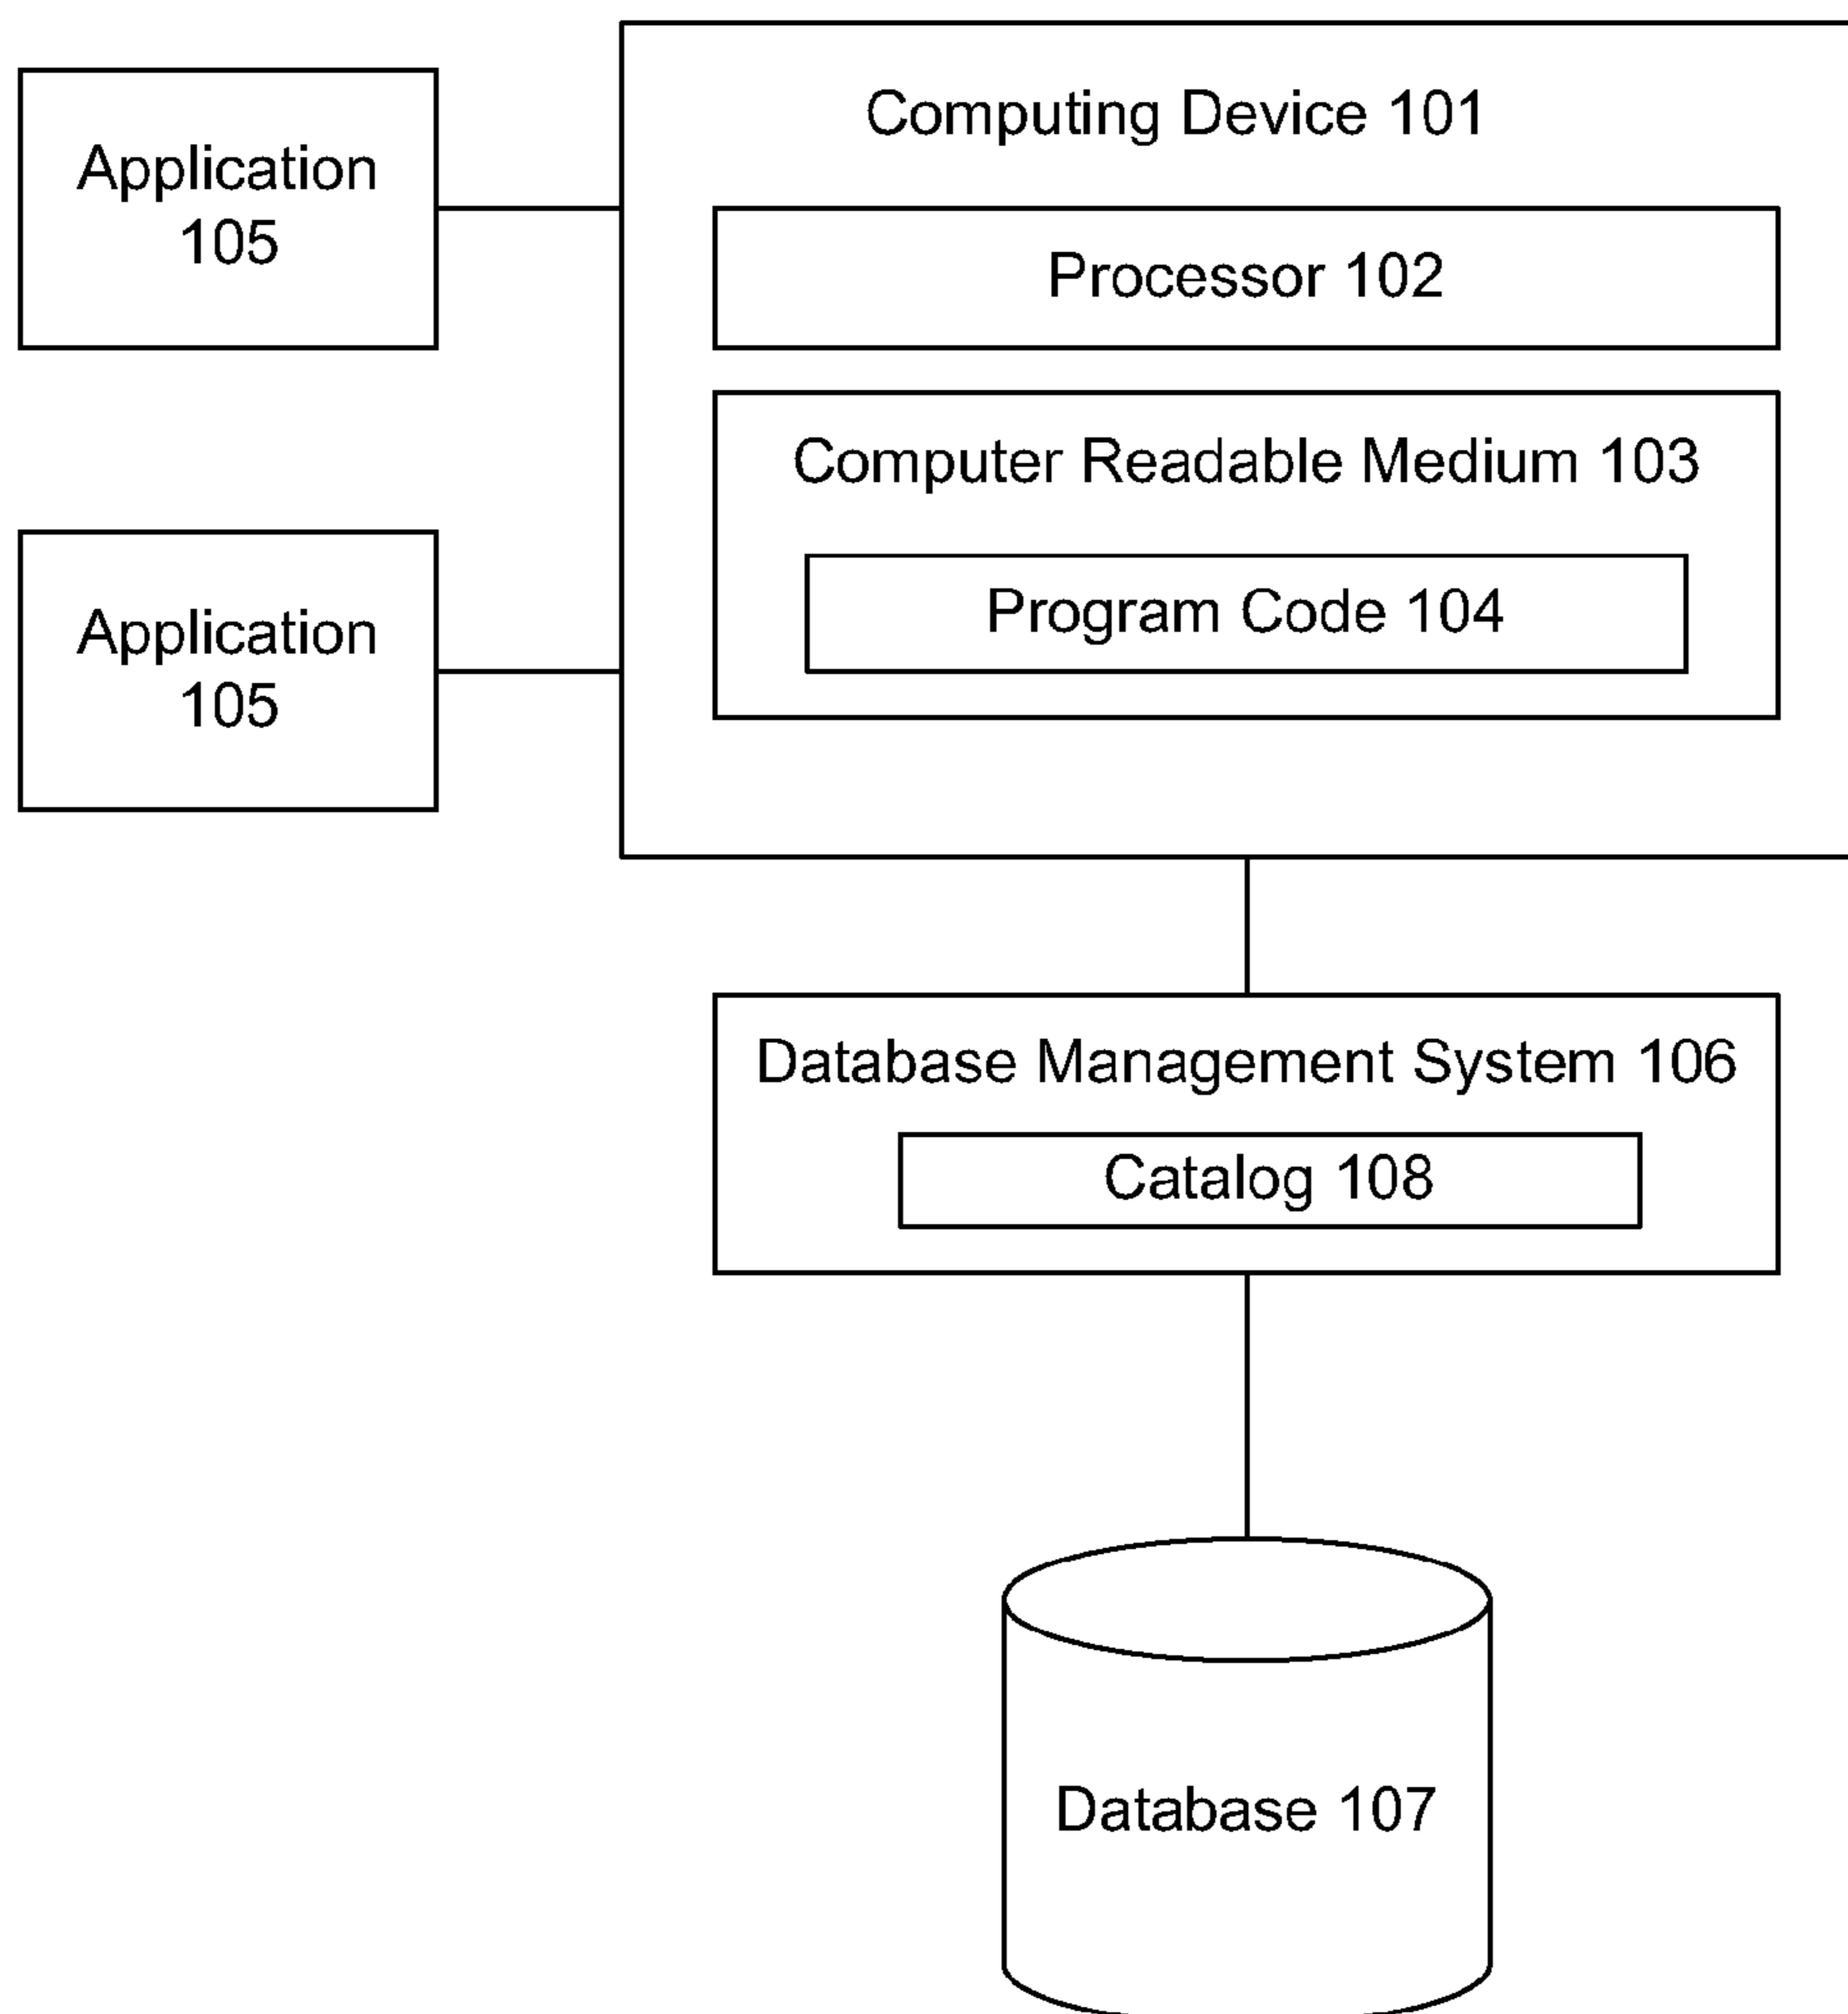 Computing Device 101
Application
105
Processor 102
Computer Readable Medium 103
Program Code 104
Application
105
Database Management System 106
Catalog 108
Database 107